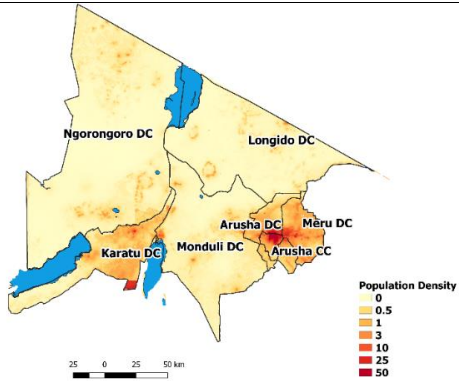 Ngorongoro DC
Longido DC
Arusha DC
Meru DC
Karatu DC
Monduli DC
Arusha CC
Population Density
0
0.5
1
3
10
25
50
25 0 25 50 km